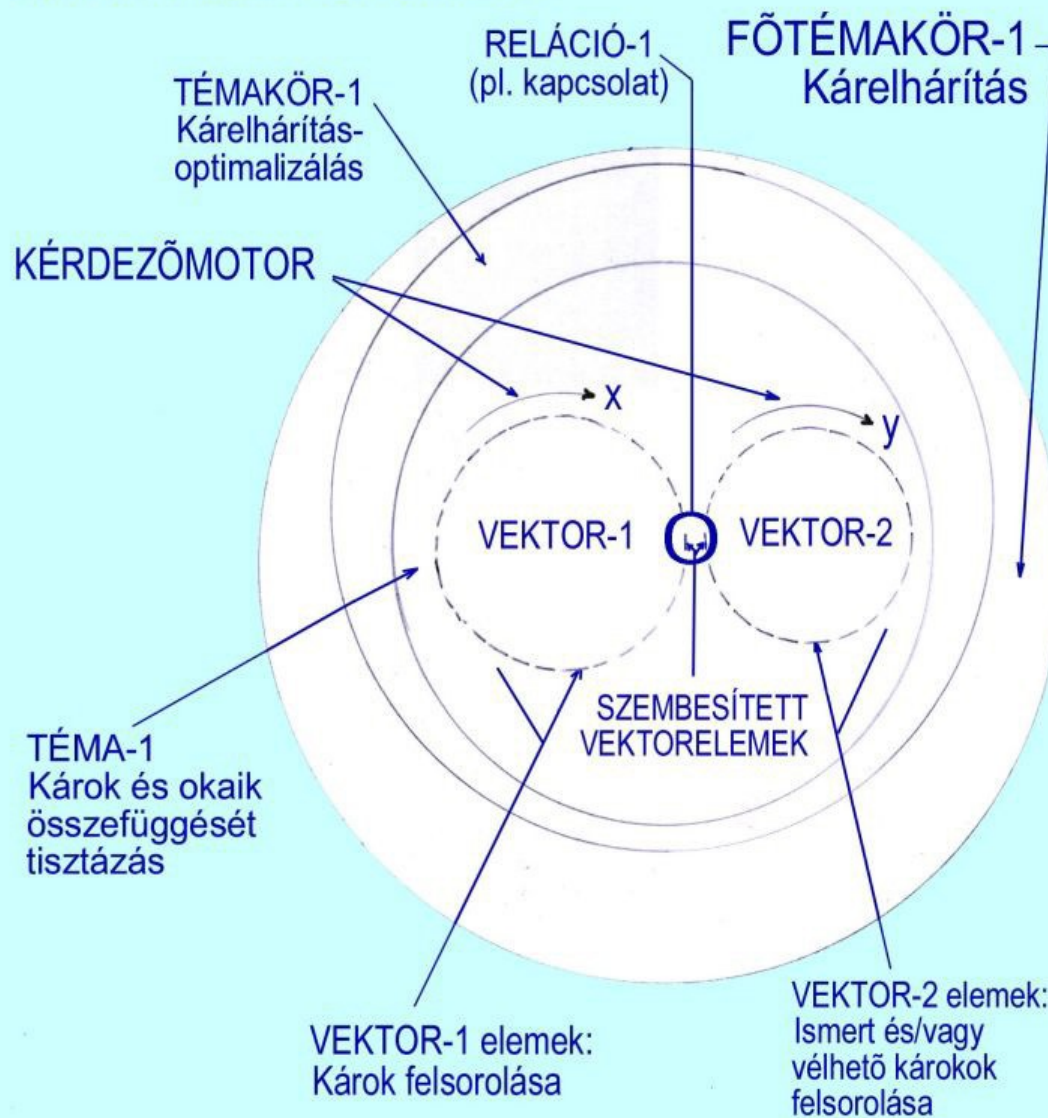 RELÁCIÓ-1
(pl. kapcsolat)
FÕTÉMAKÖR-1
Kárelhárítás
TÉMAKÖR-1
Kárelhárítás-
optimalizálás
KÉRDEZÕMOTOR
x
y
VEKTOR-1
VEKTOR-2
SZEMBESÍTETT
VEKTORELEMEK
TÉMA-1
Károk és okaik
összefüggését
tisztázás
VEKTOR-1 elemek:
Károk felsorolása
VEKTOR-2 elemek:
Ismert és/vagy
vélhetõ károkok
felsorolása